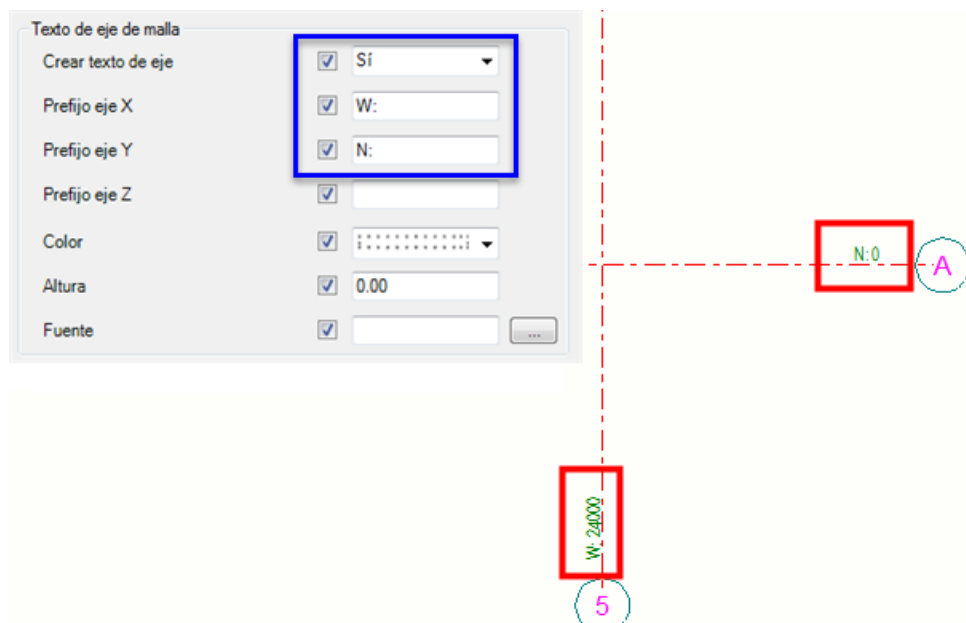 Texto de eje de malla
Crear texto de eje Sí
Prefijo eje X W:
Prefijo eje Y N:
Prefijo eje Z
Color
Altura 0.00
Fuente ...
N: 0
A
W: 24000
5